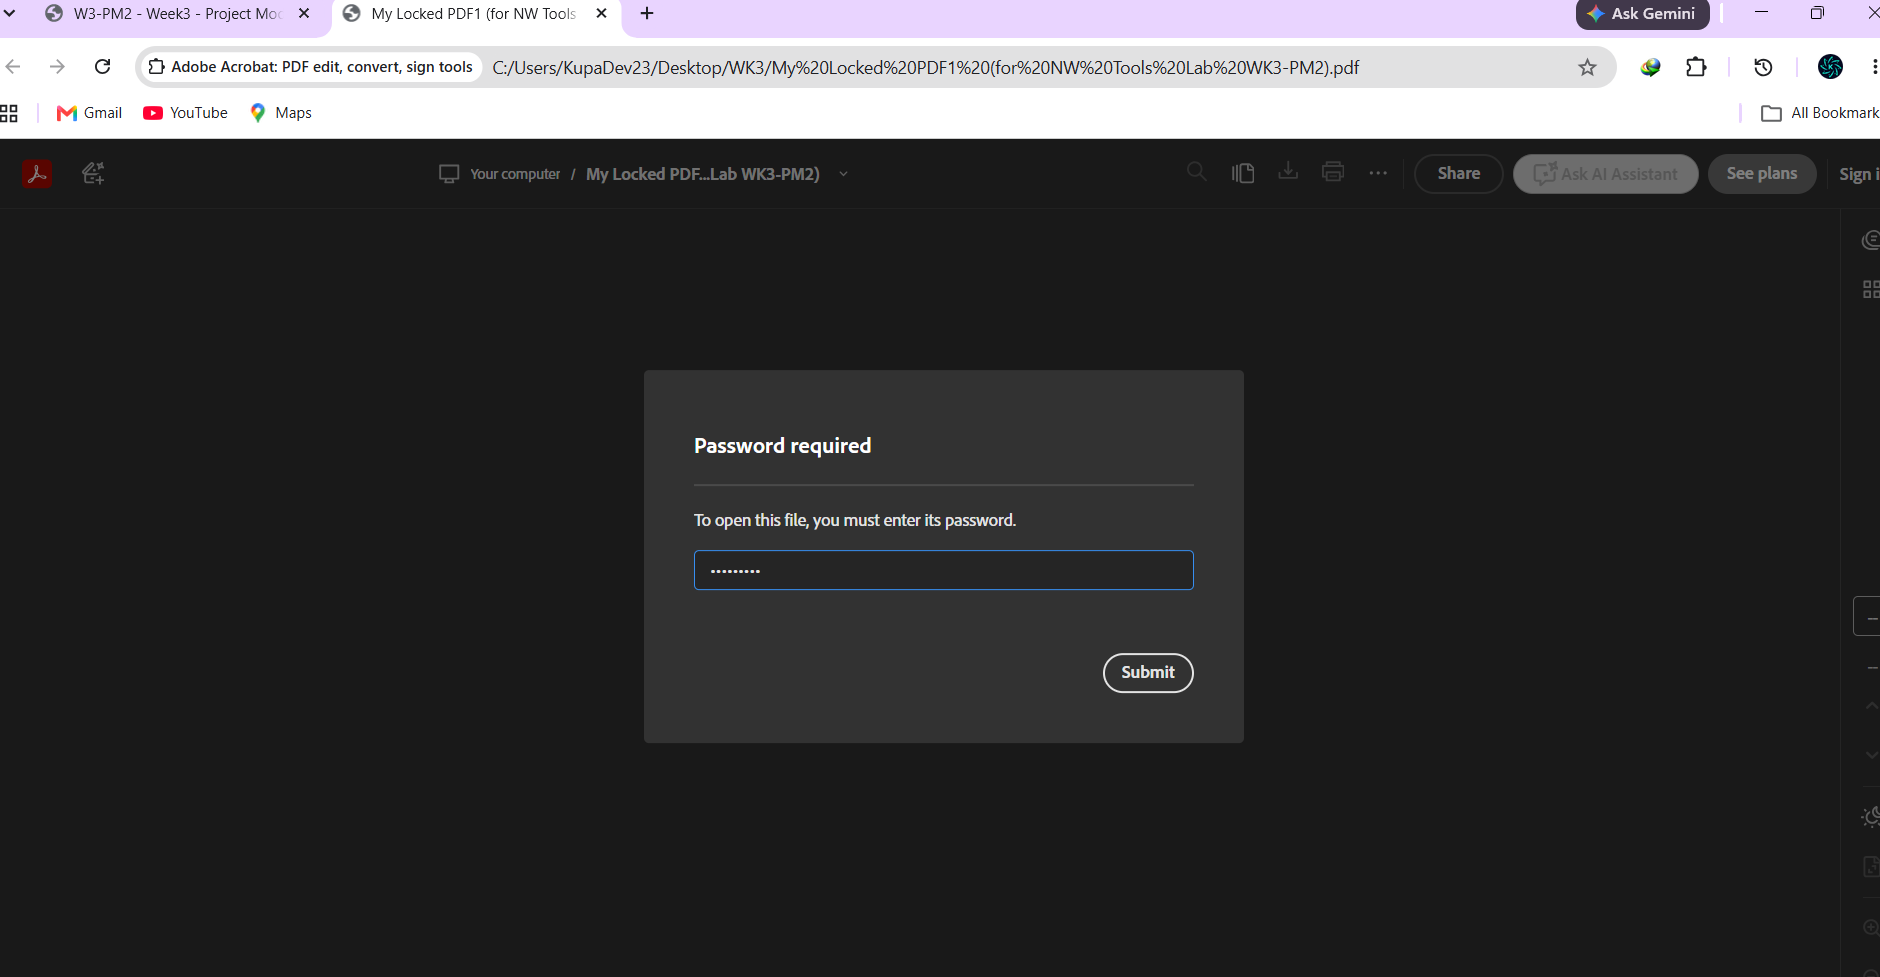 W3-PM2 - Week3 - Project Moc
My Locked PDF1 (for NW Tools
Ask Gemini
Adobe Acrobat: PDF edit, convert, sign tools
C:/Users/KupaDev23/Desktop/WK3/My%20Locked%20PDF1%20(for%20NW%20Tools%20Lab%20WK3-PM2).pdf
Gmail
YouTube
Maps
All Bookmark
Your computer / My Locked PDF...Lab WK3-PM2)
Share
Ask AI Assistant
See plans
Sign i
Password required
To open this file, you must enter its password.
Submit